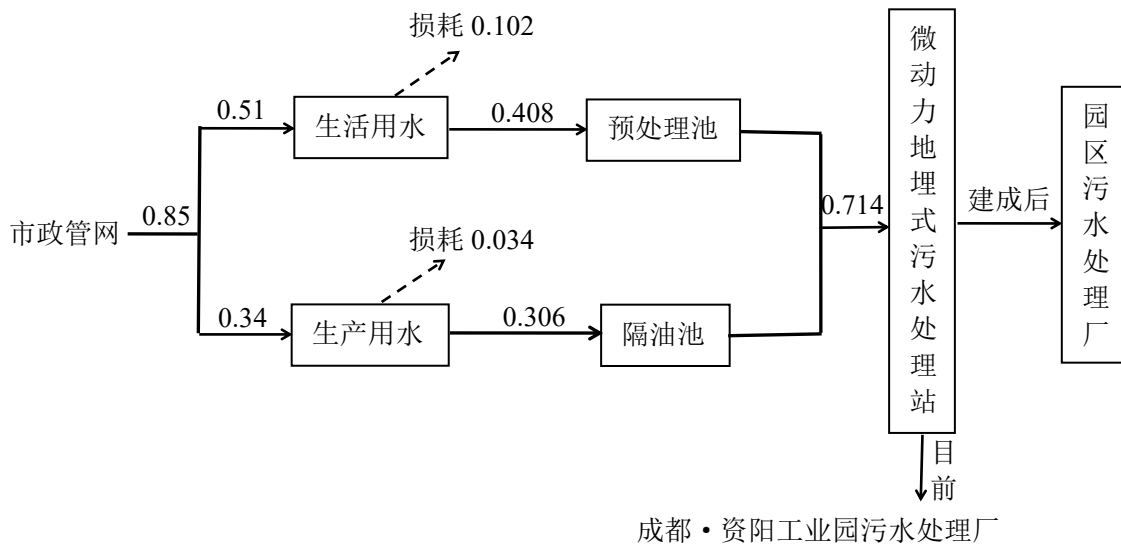 损耗 0.102
0.51
生活用水
0.408
预处理池
市政管网
0.85
损耗 0.034
0.34
生产用水
0.306
隔油池
0.714
微动力地埋式污水处理站
建成后
园区污水处理厂
目前
成都·资阳工业园污水处理厂